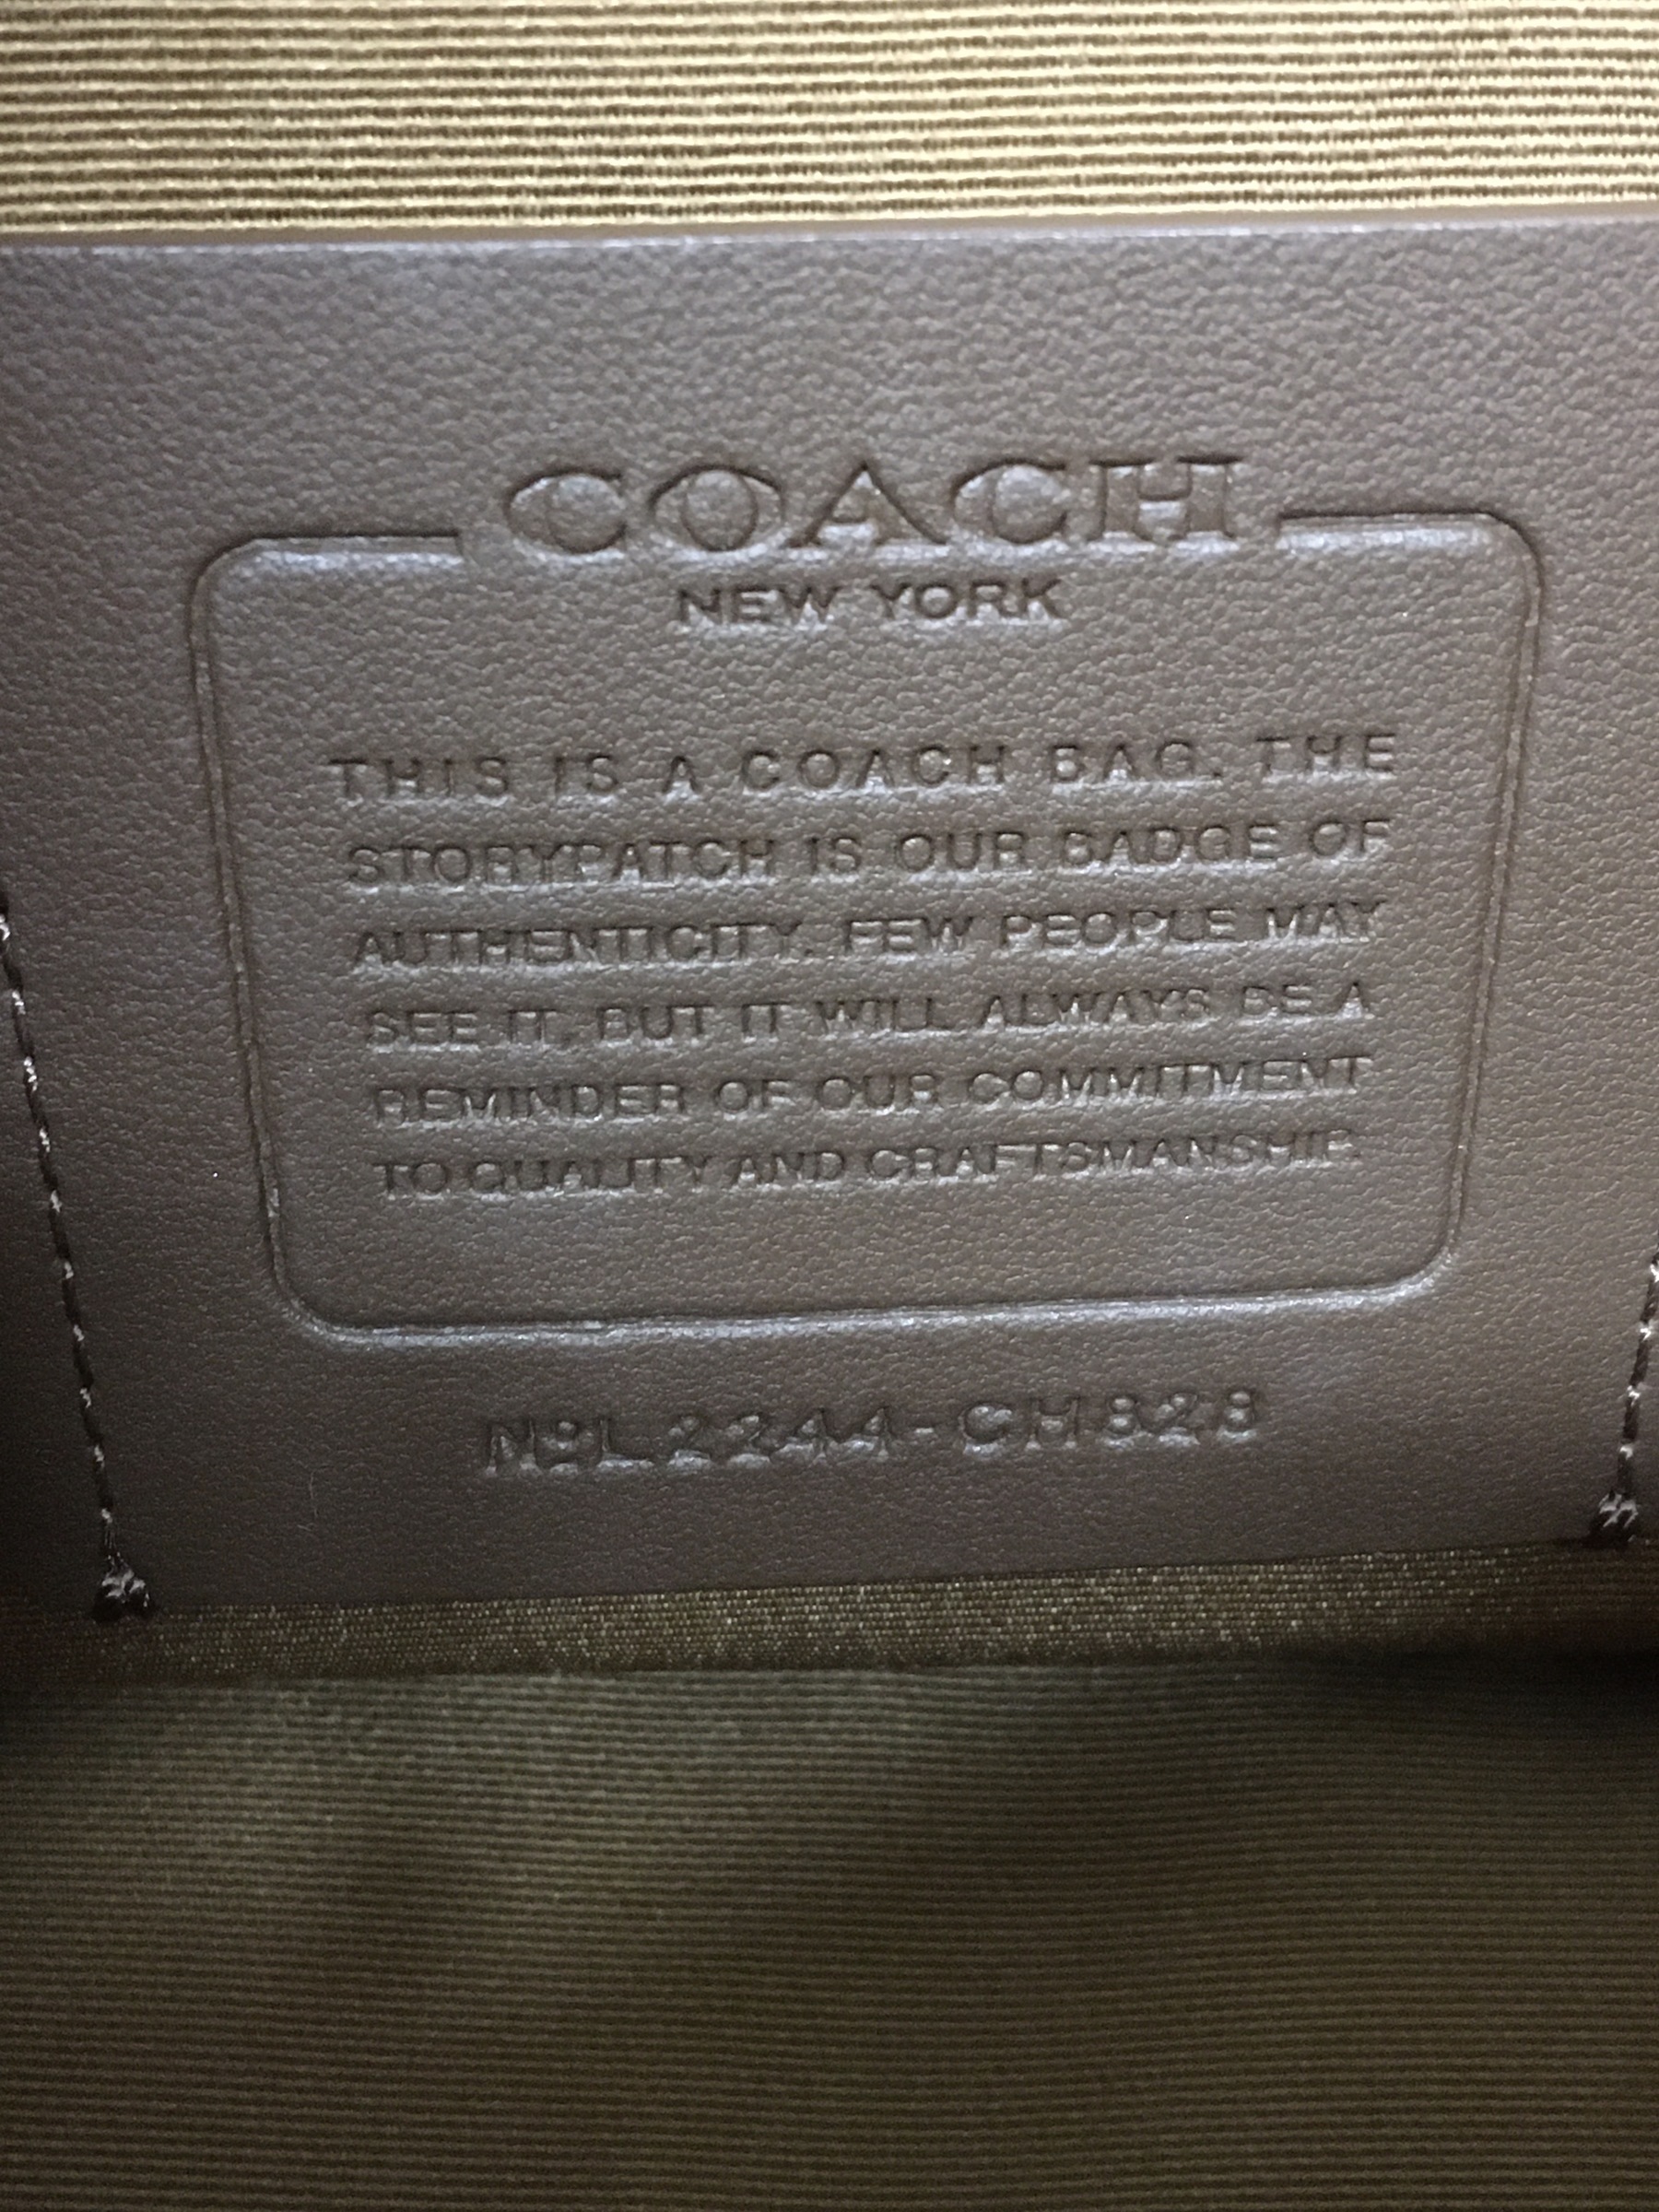 COACH
NEW YORK
THIS IS A COACH BAG. THE
STORYPATCH IS OUR BADGE OF
AUTHENTICITY. FEW PEOPLE MAY
SEE IT, BUT IT WILL ALWAYS BE A
REMINDER OF OUR COMMITMENT
TO QUALITY AND CRAFTSMANSHIP.
Nº L2244-CH828